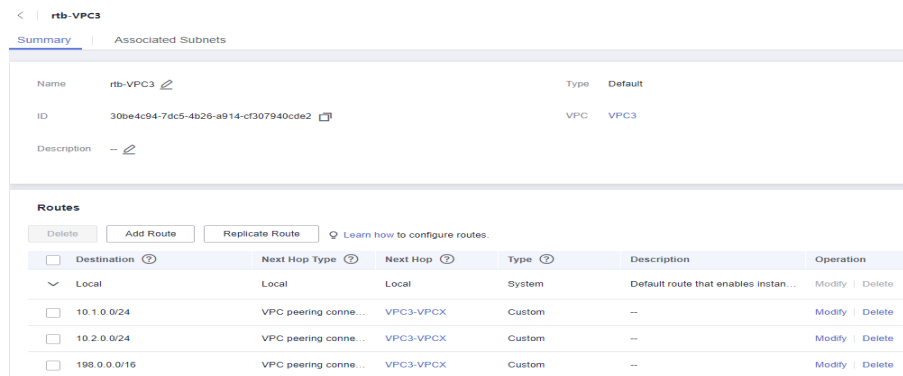 < rtb-VPC3
Summary Associated Subnets
Name rtb-VPC3 Type Default
ID 30be4c94-7dc5-4b26-a914-cf307940cde2 VPC VPC3
Description --
Routes
Delete Add Route Replicate Route Learn how to configure routes.
Destination ? Next Hop Type ? Next Hop ? Type ? Description Operation
Local Local Local System Default route that enables instan... Modify Delete
10.1.0.0/24 VPC peering conne... VPC3-VPCX Custom -- Modify Delete
10.2.0.0/24 VPC peering conne... VPC3-VPCX Custom -- Modify Delete
198.0.0.0/16 VPC peering conne... VPC3-VPCX Custom -- Modify Delete